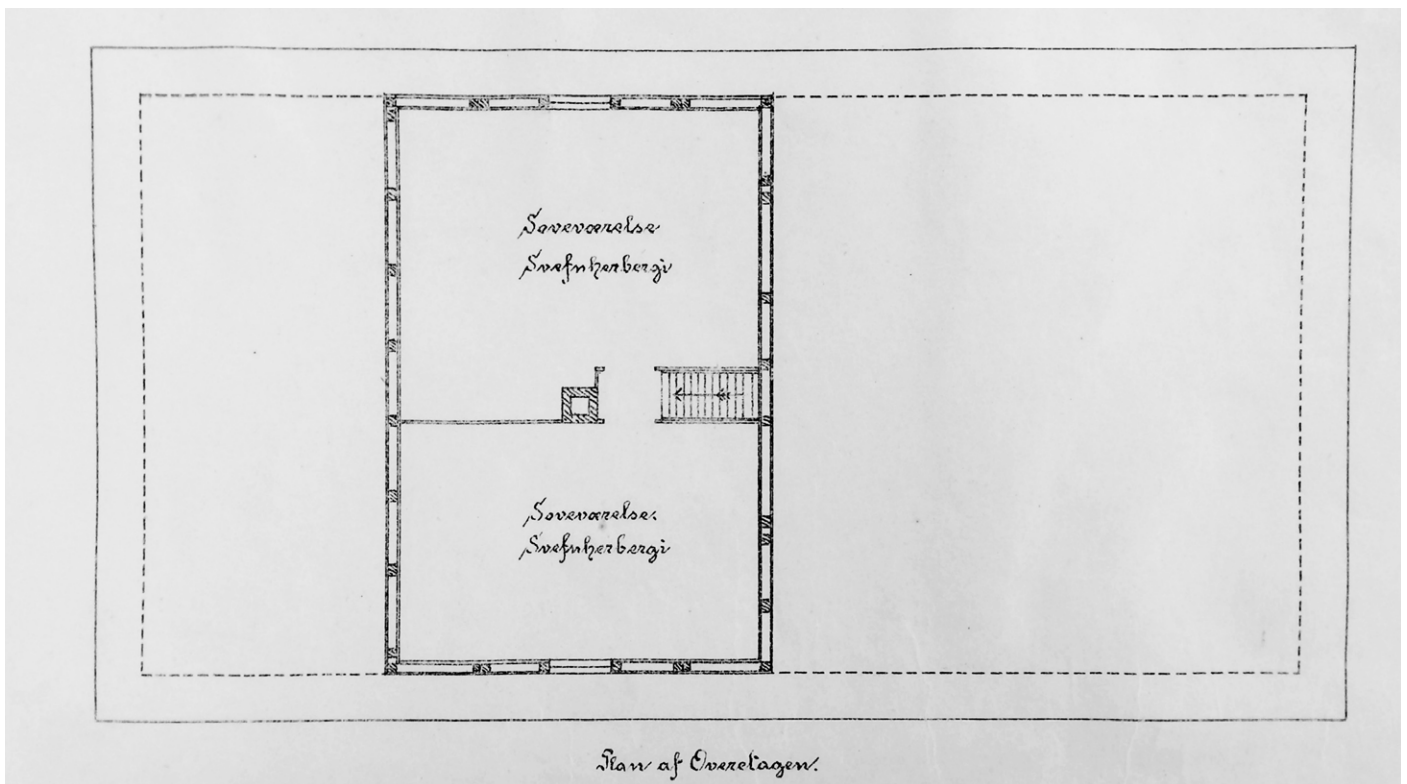 Soveværelse
Svefnherbergi
Soveværelse.
Svefnherbergi
Plan af Overetagen.